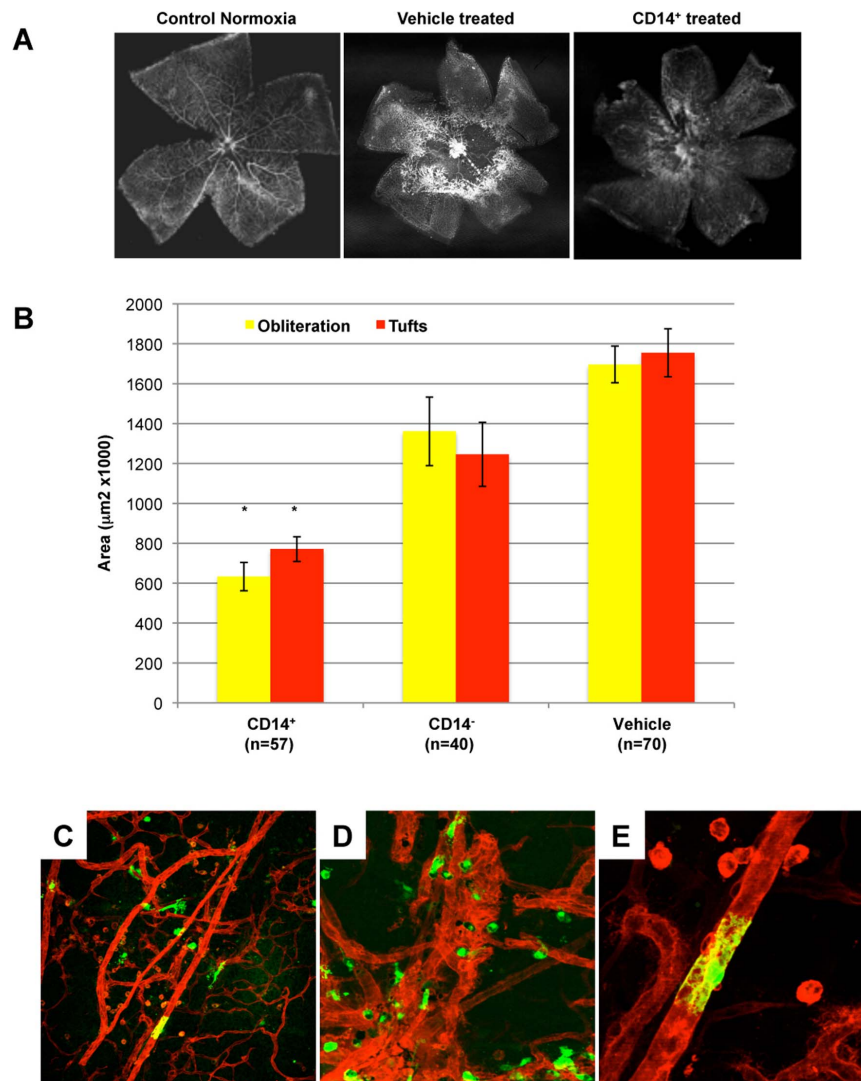 Control Normoxia
Vehicle treated
CD14⁺ treated
A
B
2000
1800
1600
1400
1200
1000
800
600
400
200
0
Area (μm2 x1000)
Obliteration
Tufts
*
*
CD14⁺
(n=57)
CD14⁻
(n=40)
Vehicle
(n=70)
C
D
E